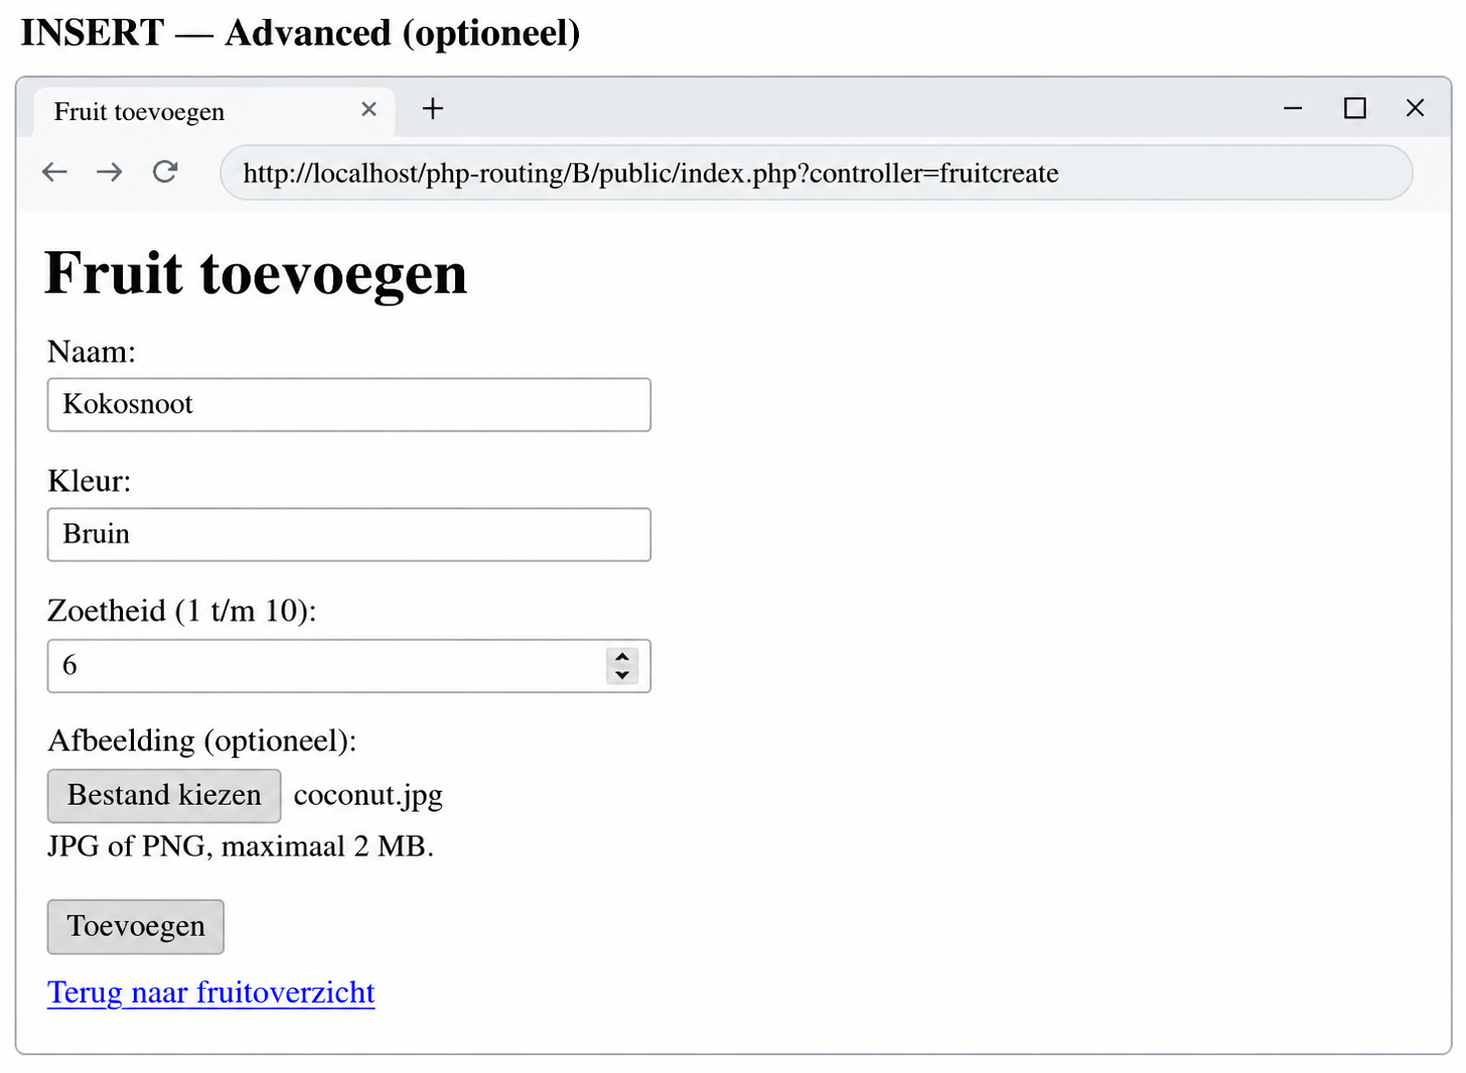 INSERT — Advanced (optioneel)
Fruit toevoegen
http://localhost/php-routing/B/public/index.php?controller=fruitcreate
Fruit toevoegen
Naam:
Kokosnoot
Kleur:
Bruin
Zoetheid (1 t/m 10):
6
Afbeelding (optioneel):
Bestand kiezen coconut.jpg
JPG of PNG, maximaal 2 MB.
Toevoegen
Terug naar fruitoverzicht